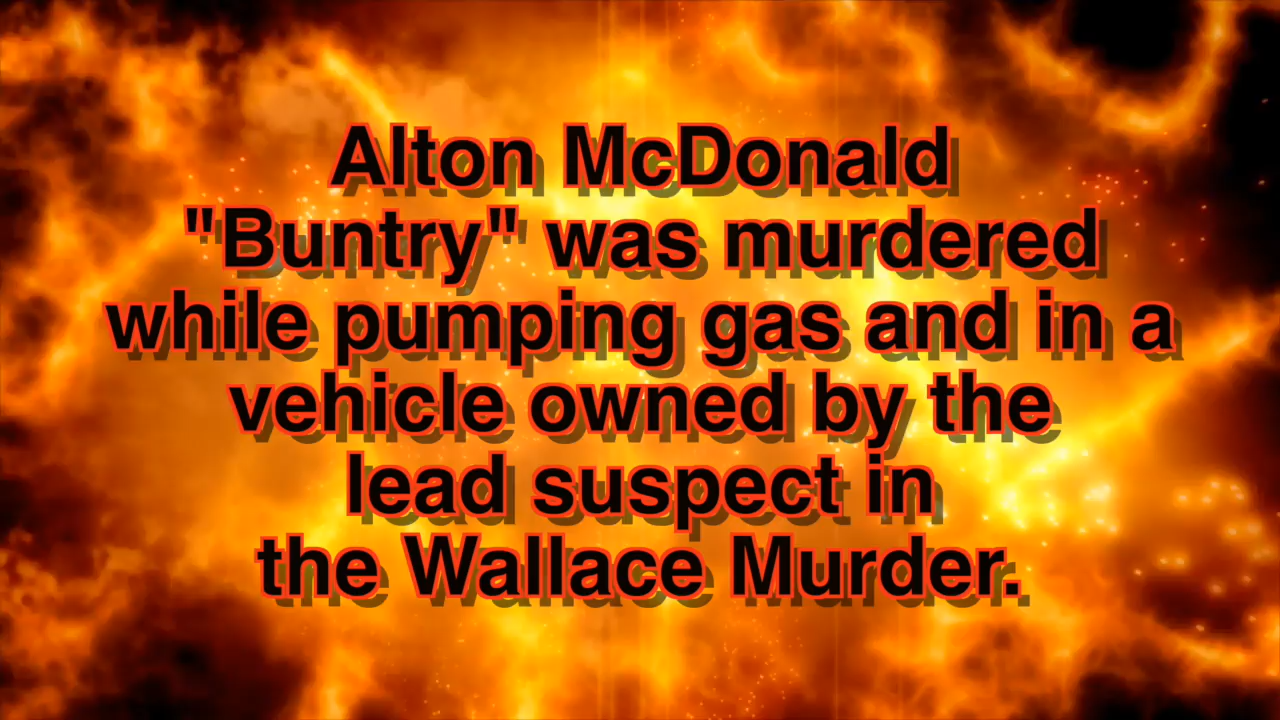 Alton McDonald
"Buntry" was murdered
while pumping gas and in a
vehicle owned by the
lead suspect in
the Wallace Murder.